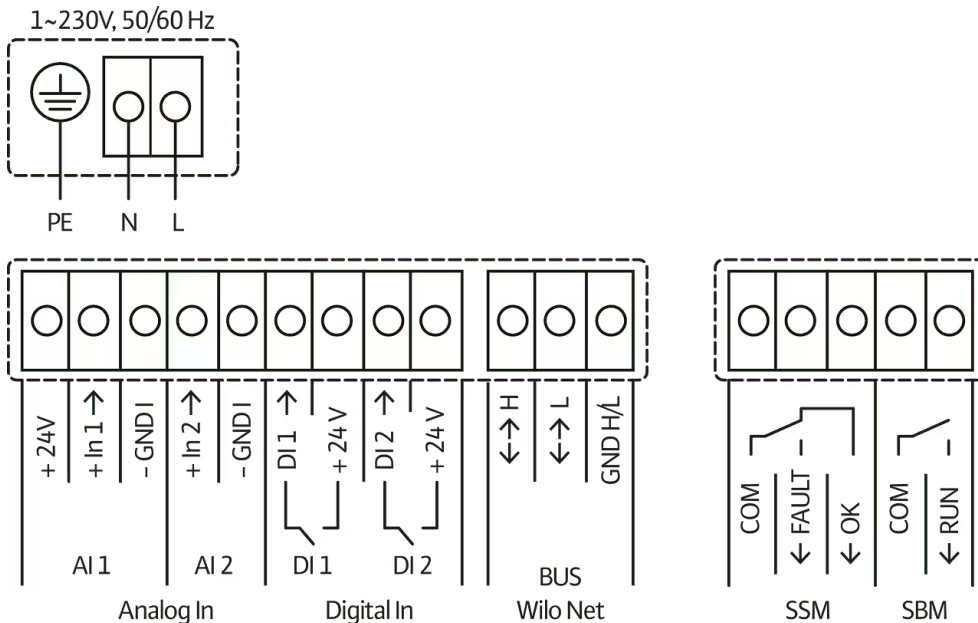 1~230V, 50/60 Hz
PE N L
+ 24V
+ In 1 →
- GND I
+ In 2 →
- GND I
DI 1 →
+ 24 V
DI 2 →
+ 24 V
H
L
GND H/L
COM
FAULT
OK
COM
RUN
AI 1 AI 2 DI 1 DI 2
BUS
Analog In Digital In Wilo Net SSM SBM